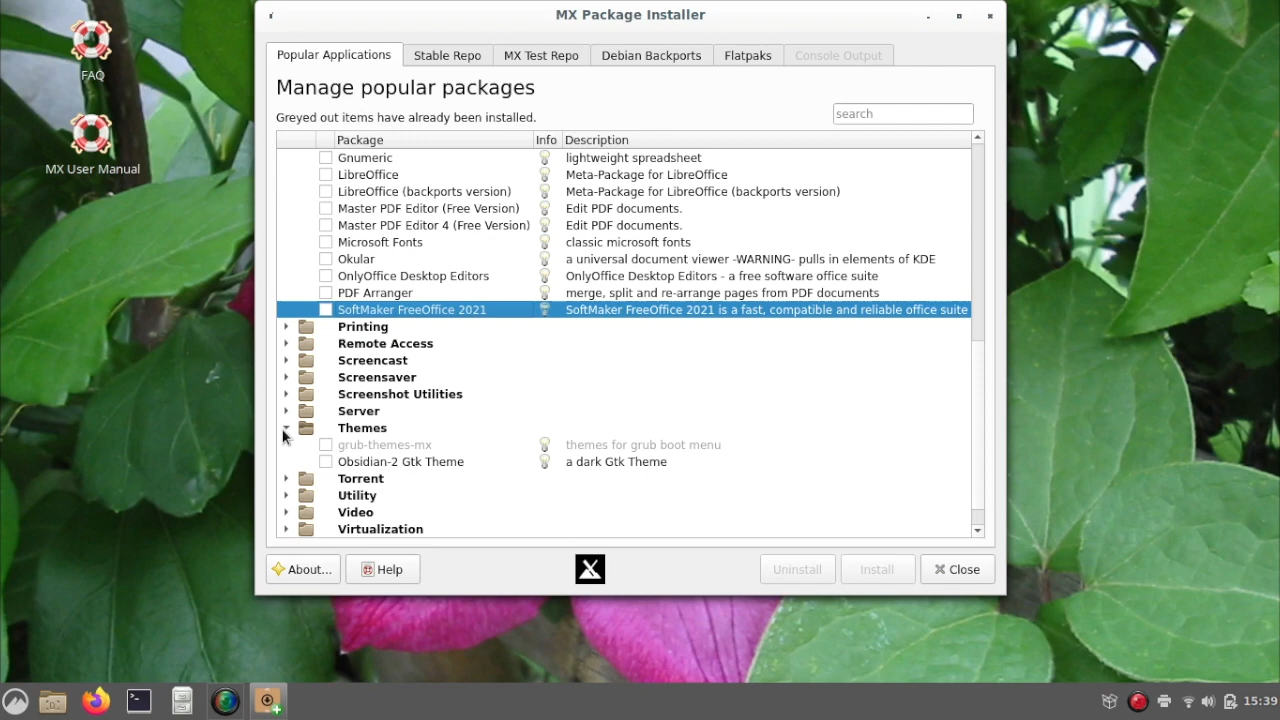 FAQ
MX User Manual
MX Package Installer
Popular Applications
Stable Repo
MX Test Repo
Debian Backports
Flatpaks
Console Output
Manage popular packages
Greyed out items have already been installed.
search
Package Info Description
Gnumeric lightweight spreadsheet
LibreOffice Meta-Package for LibreOffice
LibreOffice (backports version) Meta-Package for LibreOffice (backports version)
Master PDF Editor (Free Version) Edit PDF documents.
Master PDF Editor 4 (Free Version) Edit PDF documents.
Microsoft Fonts classic microsoft fonts
Okular a universal document viewer -WARNING- pulls in elements of KDE
OnlyOffice Desktop Editors OnlyOffice Desktop Editors - a free software office suite
PDF Arranger merge, split and re-arrange pages from PDF documents
SoftMaker FreeOffice 2021 SoftMaker FreeOffice 2021 is a fast, compatible and reliable office suite
Printing
Remote Access
Screencast
Screensaver
Screenshot Utilities
Server
Themes
grub-themes-mx themes for grub boot menu
Obsidian-2 Gtk Theme a dark Gtk Theme
Torrent
Utility
Video
Virtualization
About...
Help
Uninstall
Install
Close
15:39